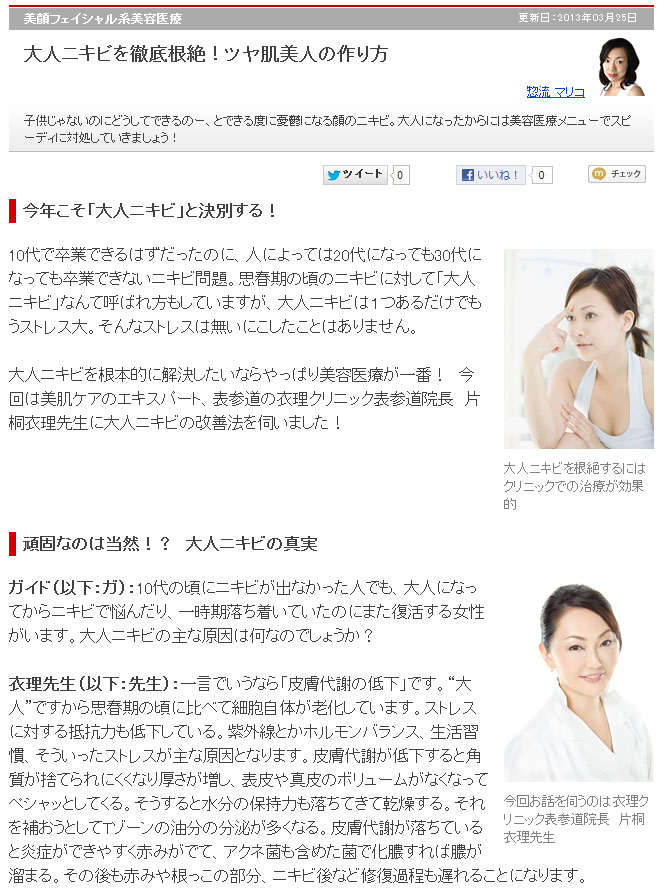 美顔フェイシャル系美容医療
更新日：2013年03月25日
大人ニキビを徹底根絶！ツヤ肌美人の作り方
惣流 マリコ
子供じゃないのにどうしてできるのー、とできる度に憂鬱になる顔のニキビ。大人になったからには美容医療メニューでスピ
ーディに対処していきましょう！
ツイート 0
いいね！ 0
チェック
今年こそ「大人ニキビ」と決別する！
10代で卒業できるはずだったのに、人によっては20代になっても30代に
なっても卒業できないニキビ問題。思春期の頃のニキビに対して「大人
ニキビ」なんて呼ばれ方もしていますが、大人ニキビは１つあるだけでも
うストレス大。そんなストレスは無いにこしたことはありません。
大人ニキビを根本的に解決したいならやっぱり美容医療が一番！　今
回は美肌ケアのエキスパート、表参道の衣理クリニック表参道院長　片
桐衣理先生に大人ニキビの改善法を伺いました！
大人ニキビを根絶するには
クリニックでの治療が効果
的
頑固なのは当然！？　大人ニキビの真実
ガイド（以下：ガ）：10代の頃にニキビが出なかった人でも、大人になっ
てからニキビで悩んだり、一時期落ち着いていたのにまた復活する女性
がいます。大人ニキビの主な原因は何なのでしょうか？
衣理先生（以下：先生）：一言でいうなら「皮膚代謝の低下」です。“大
人”ですから思春期の頃に比べて細胞自体が老化しています。ストレス
に対する抵抗力も低下している。紫外線とかホルモンバランス、生活習
慣、そういったストレスが主な原因となります。皮膚代謝が低下すると角
質が捨てられにくくなり厚さが増し、表皮や真皮のボリュームがなくなって
ペシャッとしてくる。そうすると水分の保持力も落ちてきて乾燥する。それ
を補おうとしてTゾーンの油分の分泌が多くなる。皮膚代謝が落ちている
と炎症ができやすく赤みがでて、アクネ菌も含めた菌で化膿すれば膿が
溜まる。その後も赤みや根っこの部分、ニキビ後など修復過程も遅れることになります。
今回お話を伺うのは衣理ク
リニック表参道院長　片桐
衣理先生